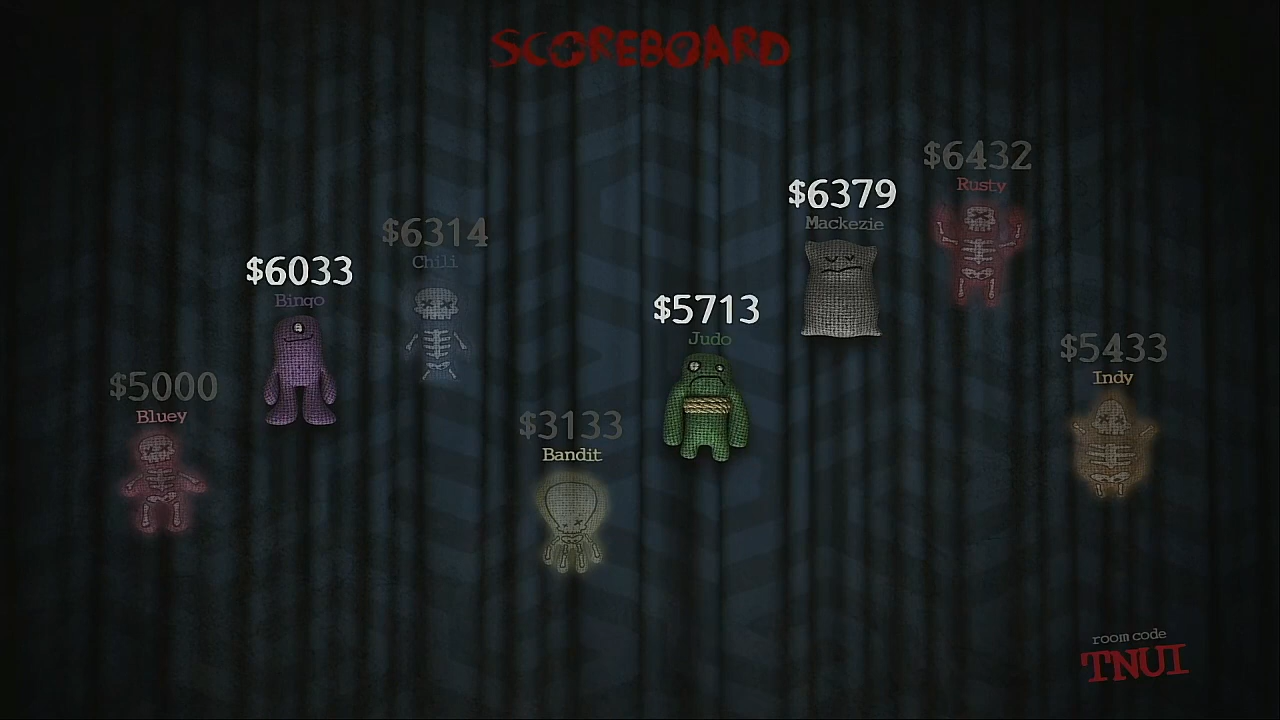 SCOREBOARD
$5000
Bluey
$6033
Bingo
$6314
Chili
$3133
Bandit
$5713
Judo
$6379
Mackezie
$6432
Rusty
$5433
Indy
room code
TNUI